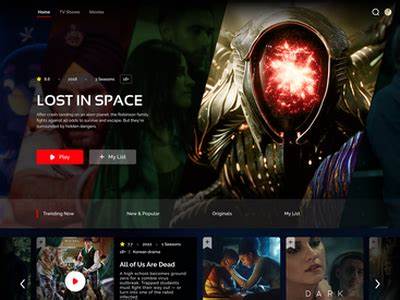 Home TV Shows Movies
8.6 • 2018 • 3 Seasons
LOST IN SPACE
After crash-landing on an alien planet, the Robinson family
fights against all odds to survive and escape. But they're
surrounded by hidden dangers.
Play + My List
Trending Now New & Popular Originals My List
7.7 • 2022 • 3 Seasons
Korean drama
All of Us Are Dead
A high school becomes ground
zero for a zombie virus
outbreak. Trapped students
must fight their way out — or
turn into one of the rabid
infected
DARK